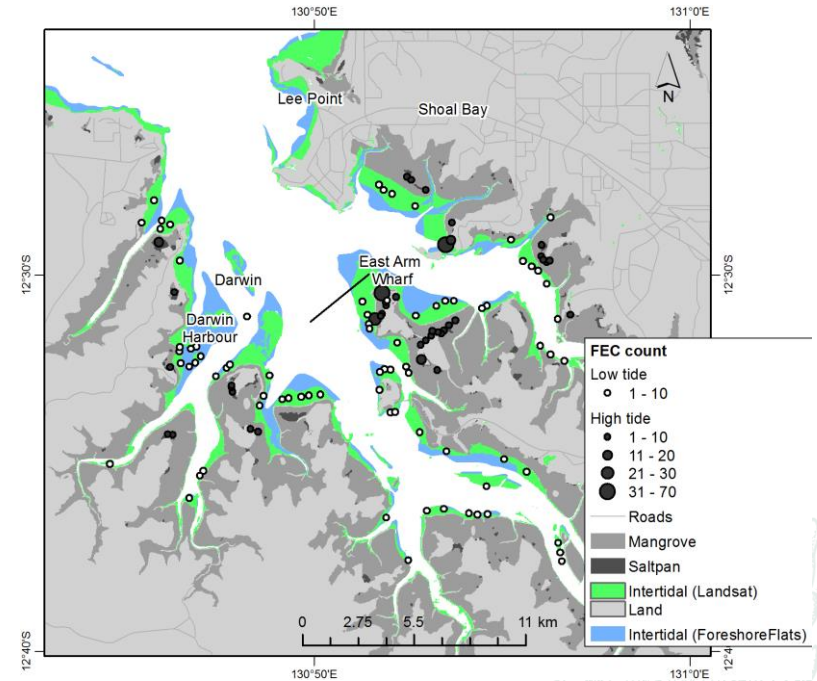 130°50'E
131°0'E
Lee Point
Shoal Bay
N
East Arm
Wharf
12°30'S
12°30'S
Darwin
Darwin
Harbour
FEC count
Low tide
1 - 10
High tide
1 - 10
11 - 20
21 - 30
31 - 70
Roads
Mangrove
Saltpan
Intertidal (Landsat)
Land
Intertidal (ForeshoreFlats)
0
2.75
5.5
11 km
12°40'S
130°50'E
131°0'E